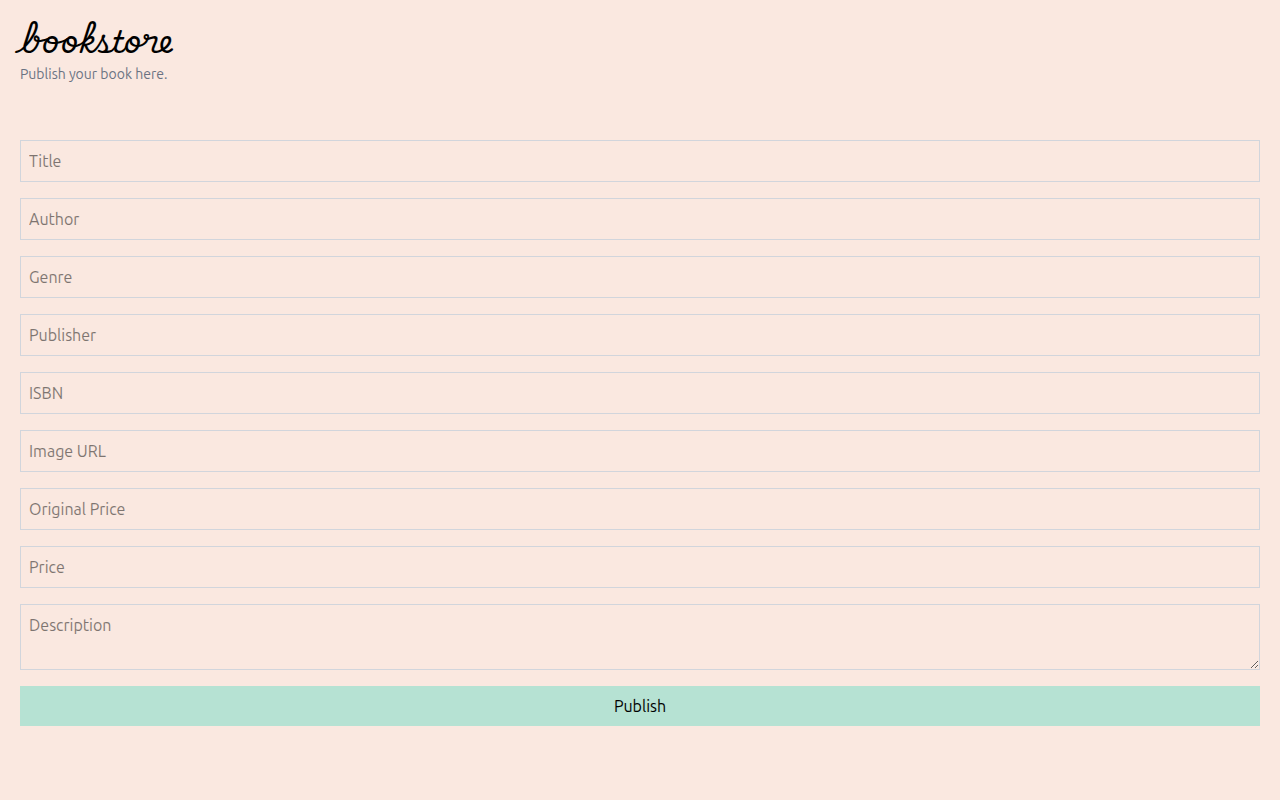 bookstore
Publish your book here.
Title
Author
Genre
Publisher
ISBN
Image URL
Original Price
Price
Description
Publish